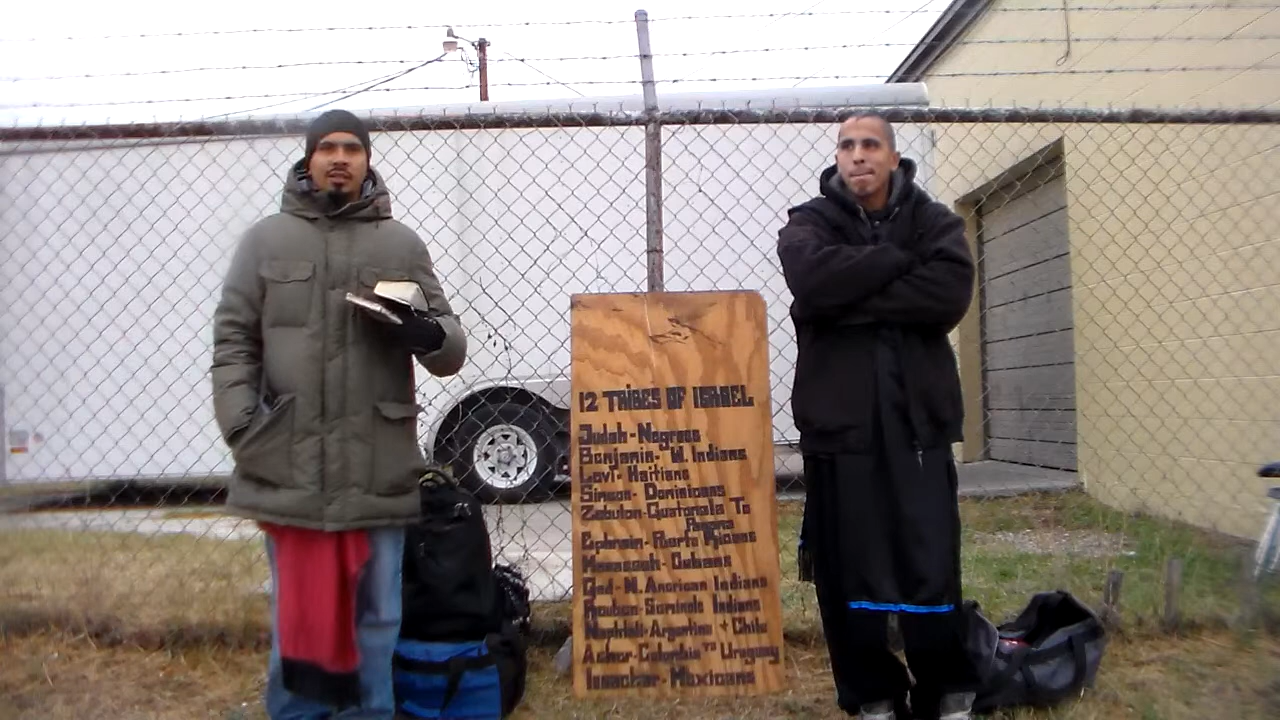 12 TRIBES OF ISRAEL
Judah - Negroes
Benjamin - W. Indians
Levi - Haitians
Simeon - Dominicans
Zebulon - Guatemala To
Panama
Ephraim - Puerto Ricans
Manasseh - Cubans
Gad - N. American Indians
Reuben - Seminole Indians
Naphtali - Argentina + Chile
Asher - Colombia To Uruguay
Issachar - Mexicans